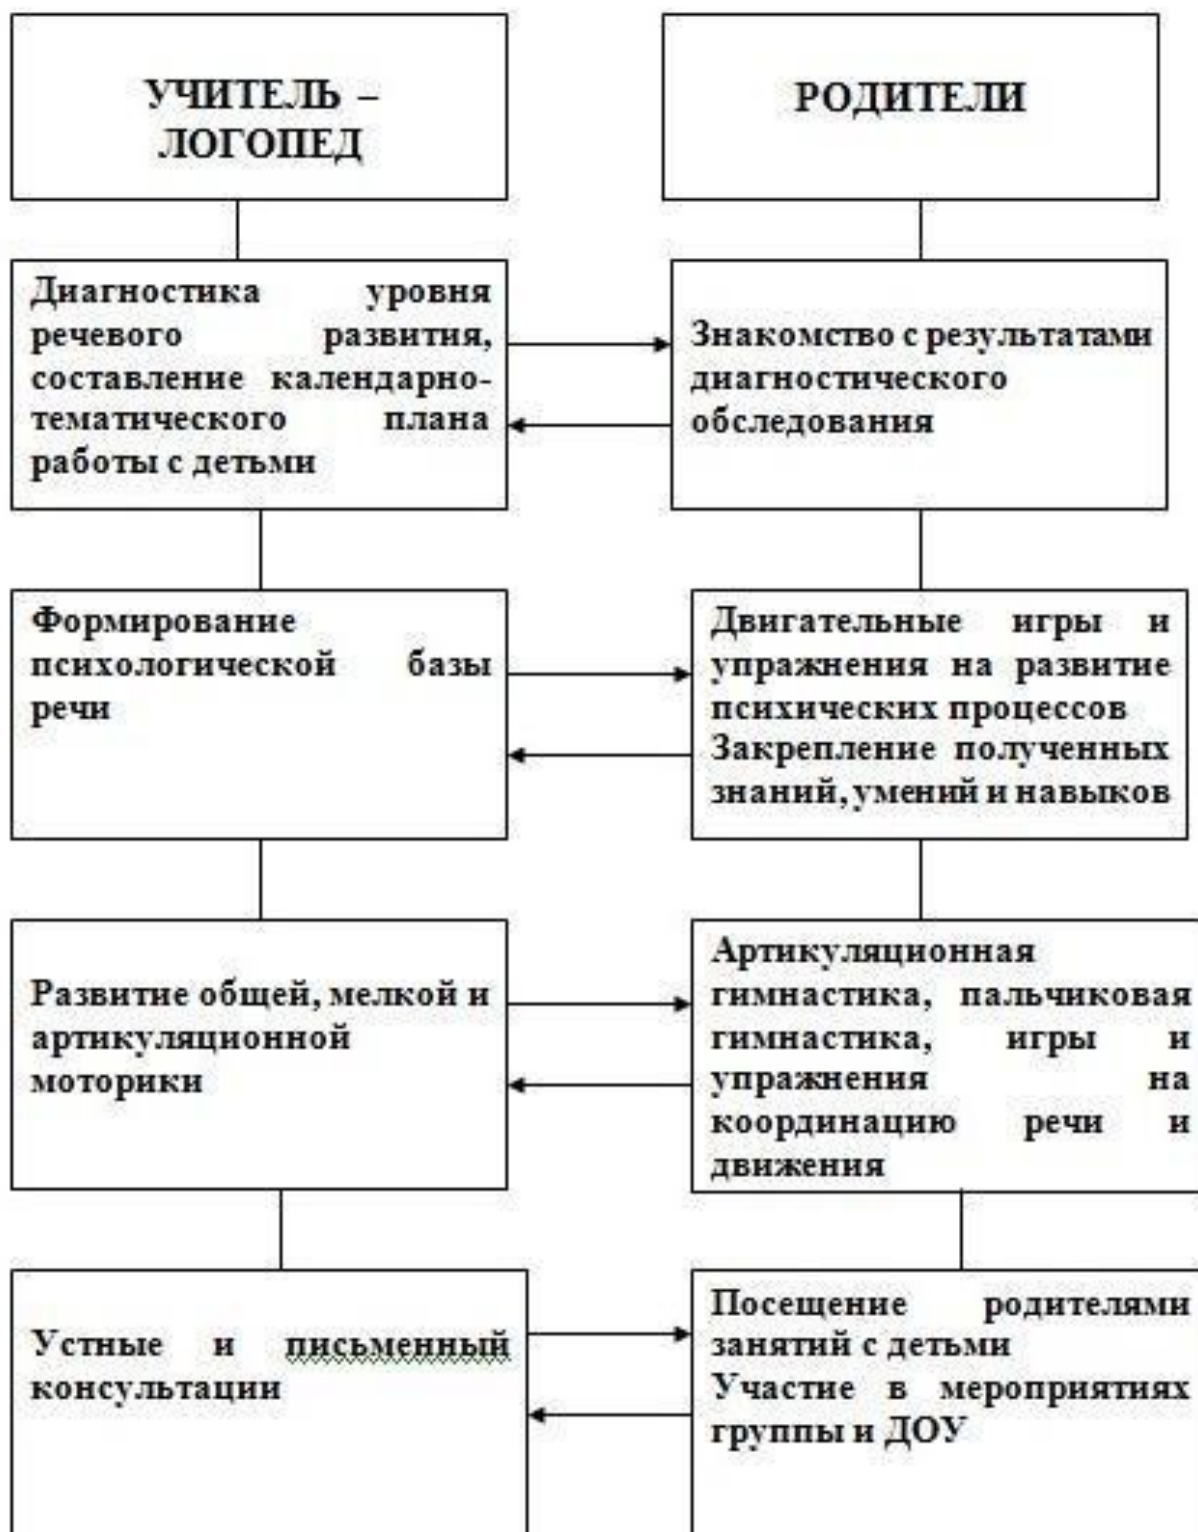 УЧИТЕЛЬ –
ЛОГОПЕД
РОДИТЕЛИ
Диагностика уровня
речевого развития,
составление календарно-
тематического плана
работы с детьми
Знакомство с результатами
диагностического
обследования
Формирование
психологической базы
речи
Двигательные игры и
упражнения на развитие
психических процессов
Закрепление полученных
знаний, умений и навыков
Развитие общей, мелкой и
артикуляционной
моторики
Артикуляционная
гимнастика, пальчиковая
гимнастика, игры и
упражнения на
координацию речи и
движения
Устные и письменный
консультации
Посещение родителями
занятий с детьми
Участие в мероприятиях
группы и ДОУ